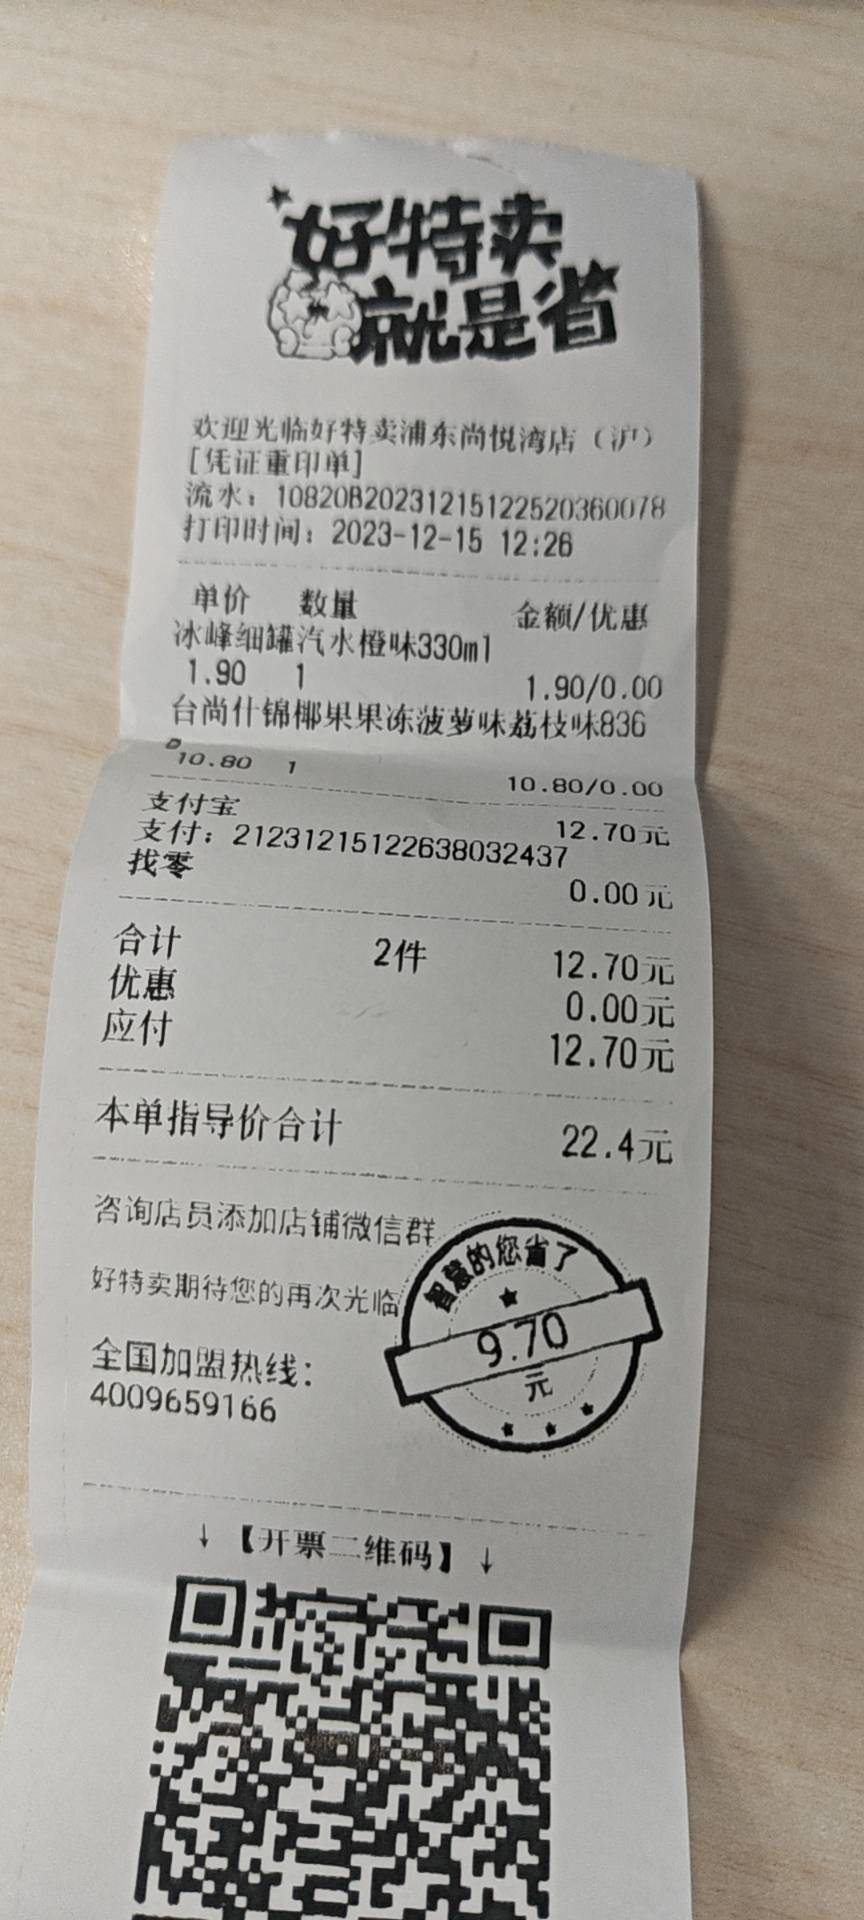 好特卖
就是省
欢迎光临好特卖浦东尚悦湾店（沪）
[凭证重印单]
流水：10820B202312151225203600​78
打印时间：2023-12-15 12:26
单价 数量 金额/优惠
冰峰细罐汽水橙味330ml
1.90 1 1.90/0.00
台尚什锦椰果果冻菠萝味荔枝味836
g
10.80 1 10.80/0.00
支付宝 12.70元
支付：212312151226380324​37
找零 0.00元
合计 2件 12.70元
优惠 0.00元
应付 12.70元
本单指导价合计 22.4元
咨询店员添加店铺微信群
好特卖期待您的再次光临
全国加盟热线：
4009659166
智慧的您省了
9.70
元
↓【开票二维码】↓